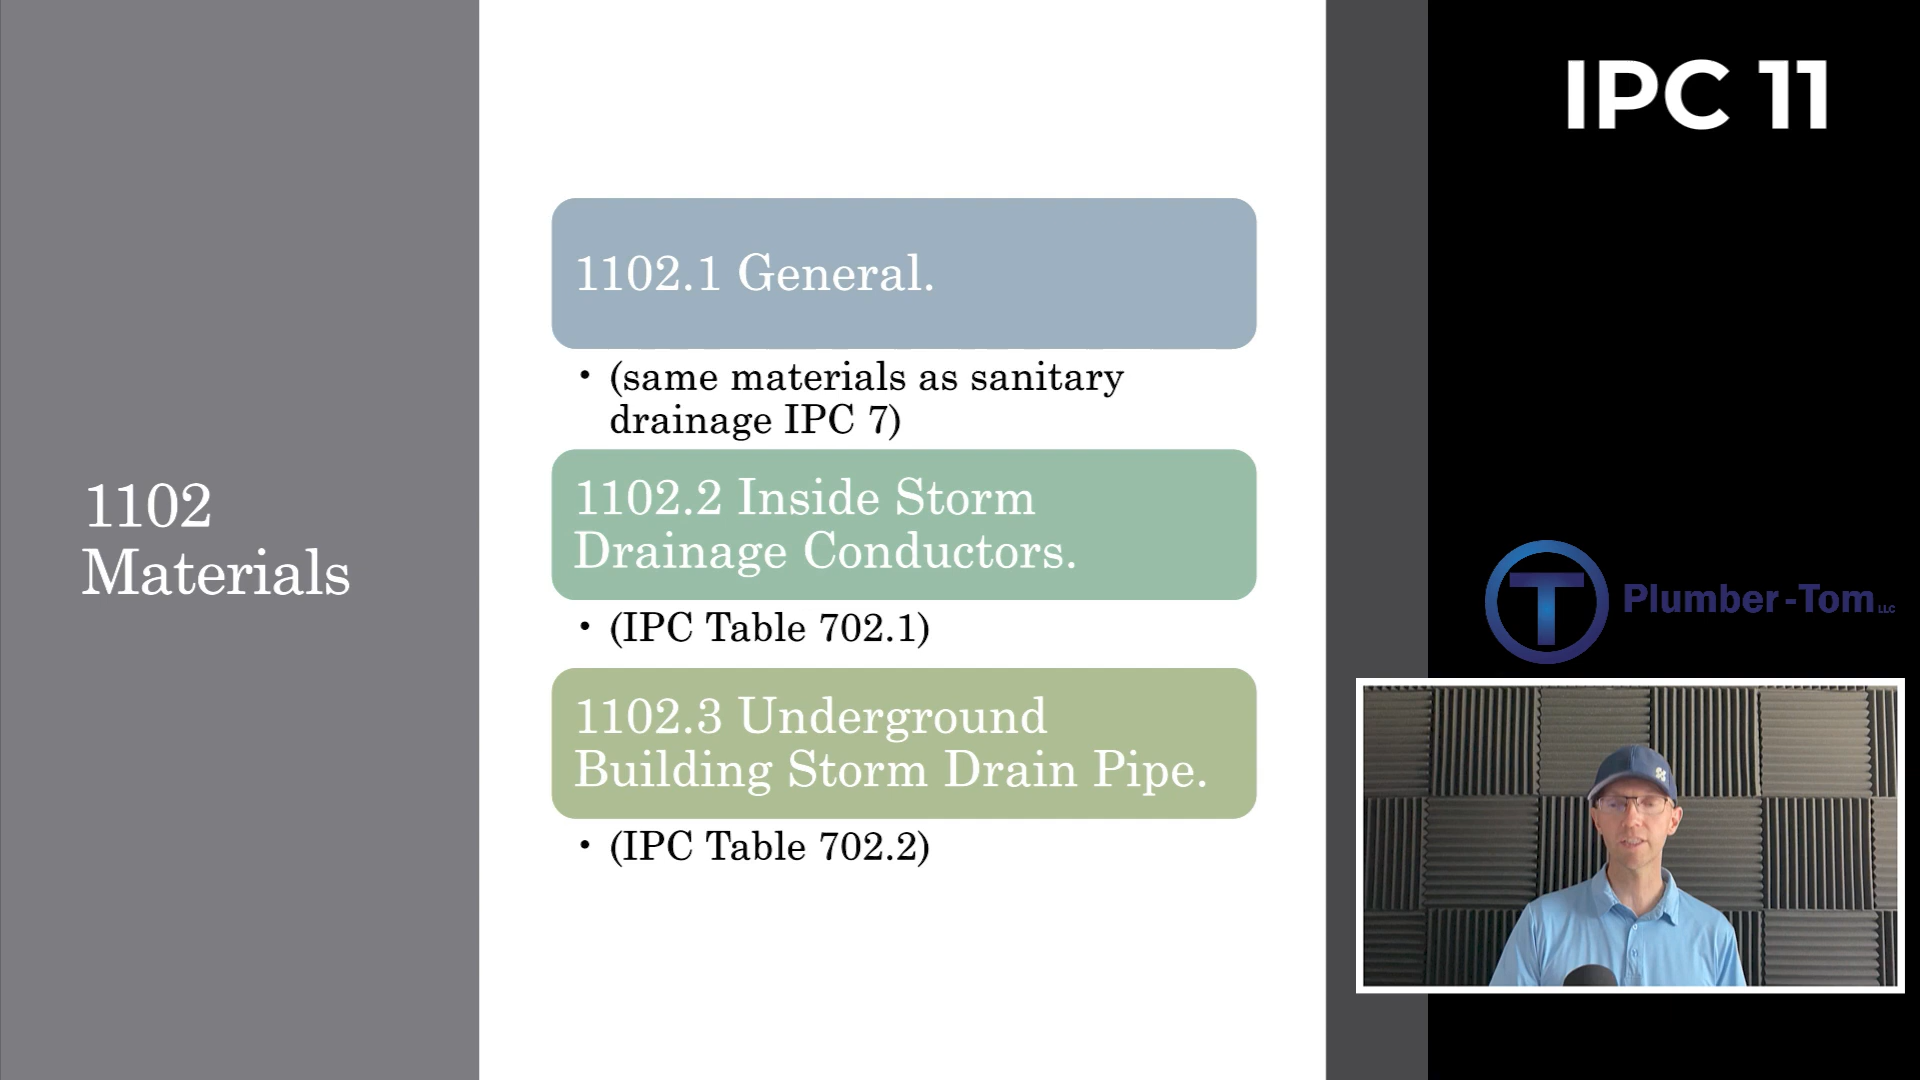 IPC 11
1102
Materials
1102.1 General.
• (same materials as sanitary
drainage IPC 7)
1102.2 Inside Storm
Drainage Conductors.
• (IPC Table 702.1)
1102.3 Underground
Building Storm Drain Pipe.
• (IPC Table 702.2)
T Plumber-Tom LLC